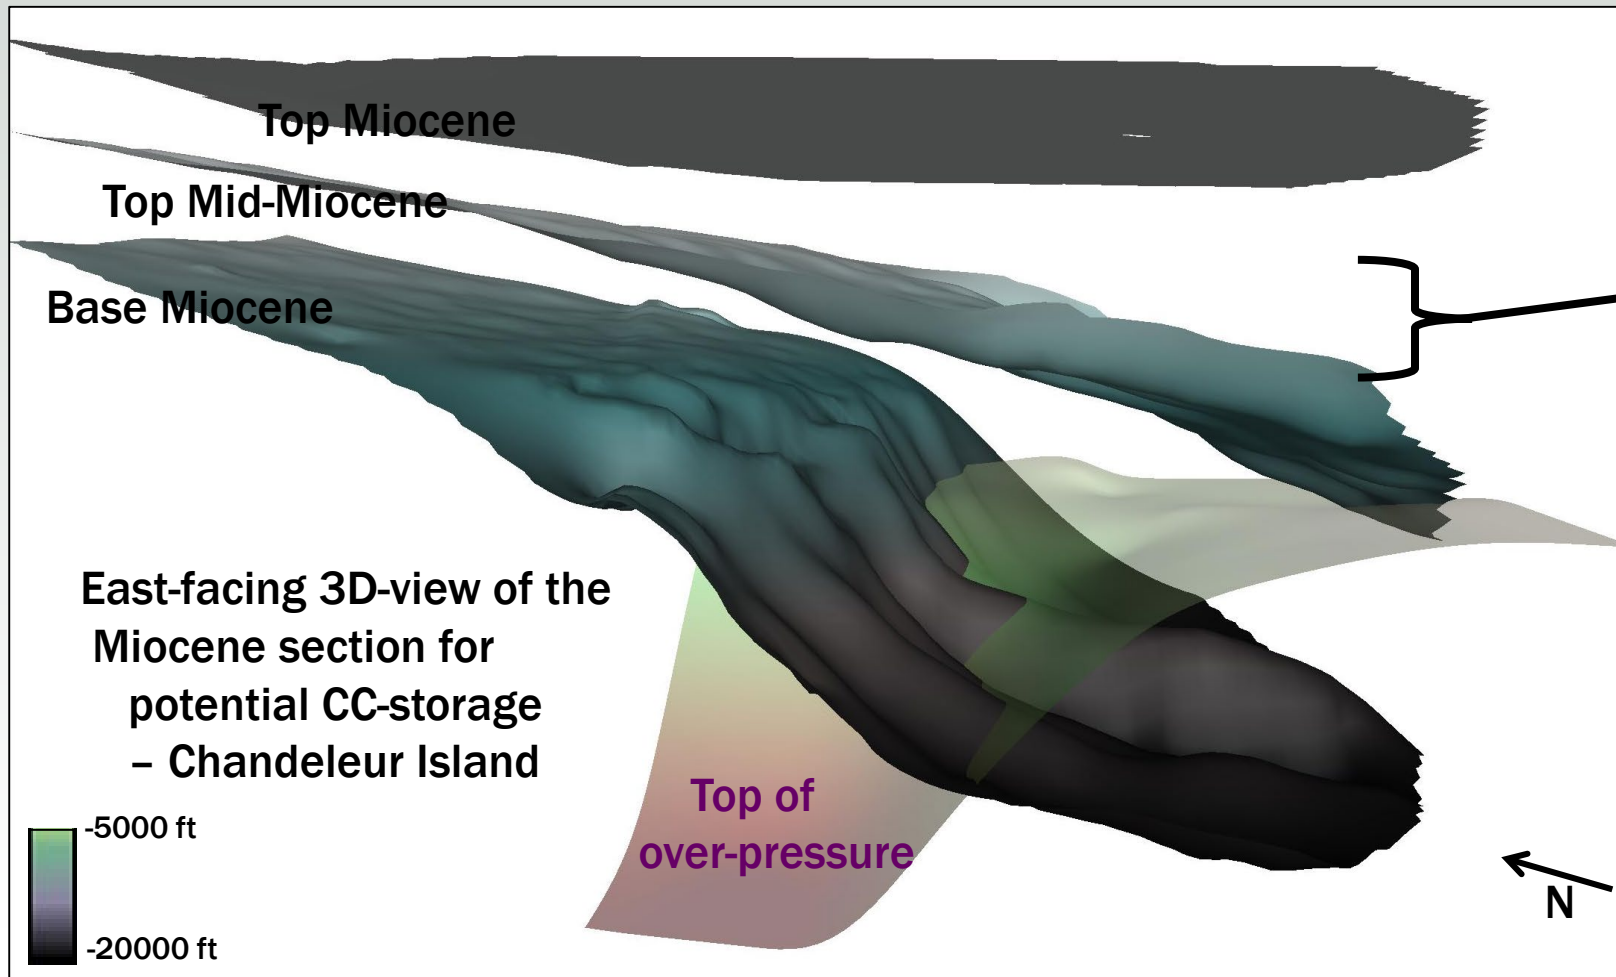 Top Miocene
Top Mid-Miocene
Base Miocene
East-facing 3D-view of the
Miocene section for
potential CC-storage
– Chandeleur Island
Top of
over-pressure
-5000 ft
-20000 ft
N